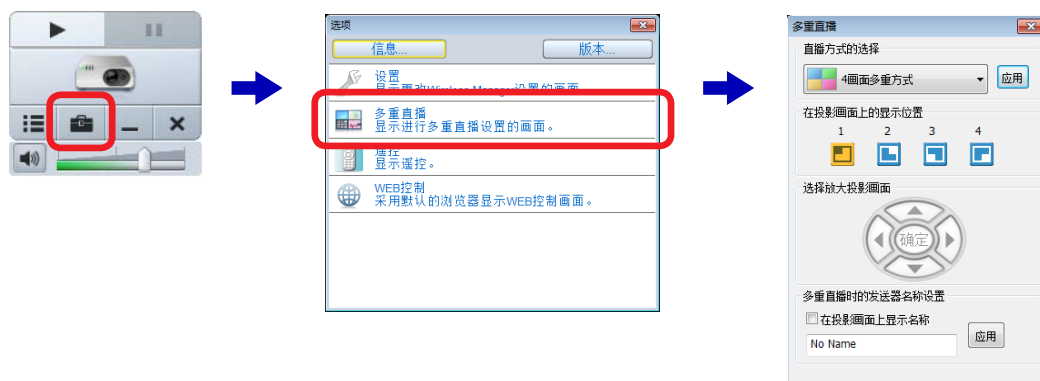 选项
信息...
版本...
设置
显示更改Wireless Manager设置的画面。
多重直播
显示进行多重直播设置的画面。
遥控
显示遥控。
WEB控制
采用默认的浏览器显示WEB控制画面。
多重直播
直播方式的选择
4画面多重方式
应用
在投影画面上的显示位置
1 2 3 4
选择放大投影画面
确定
多重直播时的发送器名称设置
在投影画面上显示名称
No Name
应用